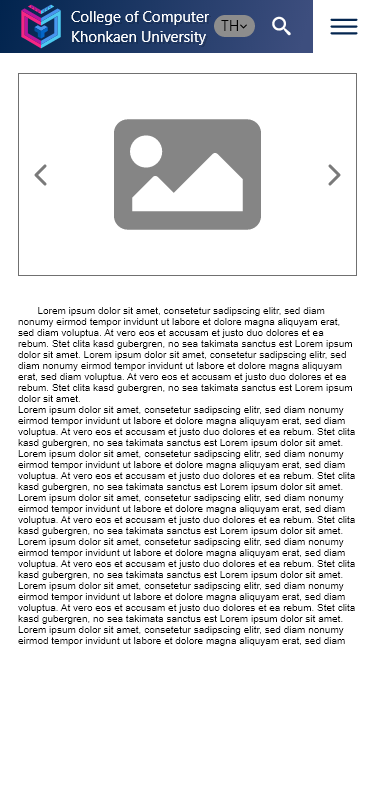 College of Computer
Khonkaen University
TH
Lorem ipsum dolor sit amet, consetetur sadipscing elitr, sed diam
nonumy eirmod tempor invidunt ut labore et dolore magna aliquyam erat,
sed diam voluptua. At vero eos et accusam et justo duo dolores et ea
rebum. Stet clita kasd gubergren, no sea takimata sanctus est Lorem ipsum
dolor sit amet. Lorem ipsum dolor sit amet, consetetur sadipscing elitr, sed
diam nonumy eirmod tempor invidunt ut labore et dolore magna aliquyam
erat, sed diam voluptua. At vero eos et accusam et justo duo dolores et ea
rebum. Stet clita kasd gubergren, no sea takimata sanctus est Lorem ipsum
dolor sit amet.
Lorem ipsum dolor sit amet, consetetur sadipscing elitr, sed diam nonumy
eirmod tempor invidunt ut labore et dolore magna aliquyam erat, sed diam
voluptua. At vero eos et accusam et justo duo dolores et ea rebum. Stet clita
kasd gubergren, no sea takimata sanctus est Lorem ipsum dolor sit amet.
Lorem ipsum dolor sit amet, consetetur sadipscing elitr, sed diam nonumy
eirmod tempor invidunt ut labore et dolore magna aliquyam erat, sed diam
voluptua. At vero eos et accusam et justo duo dolores et ea rebum. Stet clita
kasd gubergren, no sea takimata sanctus est Lorem ipsum dolor sit amet.
Lorem ipsum dolor sit amet, consetetur sadipscing elitr, sed diam nonumy
eirmod tempor invidunt ut labore et dolore magna aliquyam erat, sed diam
voluptua. At vero eos et accusam et justo duo dolores et ea rebum. Stet clita
kasd gubergren, no sea takimata sanctus est Lorem ipsum dolor sit amet.
Lorem ipsum dolor sit amet, consetetur sadipscing elitr, sed diam nonumy
eirmod tempor invidunt ut labore et dolore magna aliquyam erat, sed diam
voluptua. At vero eos et accusam et justo duo dolores et ea rebum. Stet clita
kasd gubergren, no sea takimata sanctus est Lorem ipsum dolor sit amet.
Lorem ipsum dolor sit amet, consetetur sadipscing elitr, sed diam nonumy
eirmod tempor invidunt ut labore et dolore magna aliquyam erat, sed diam
voluptua. At vero eos et accusam et justo duo dolores et ea rebum. Stet clita
kasd gubergren, no sea takimata sanctus est Lorem ipsum dolor sit amet.
Lorem ipsum dolor sit amet, consetetur sadipscing elitr, sed diam nonumy
eirmod tempor invidunt ut labore et dolore magna aliquyam erat, sed diam